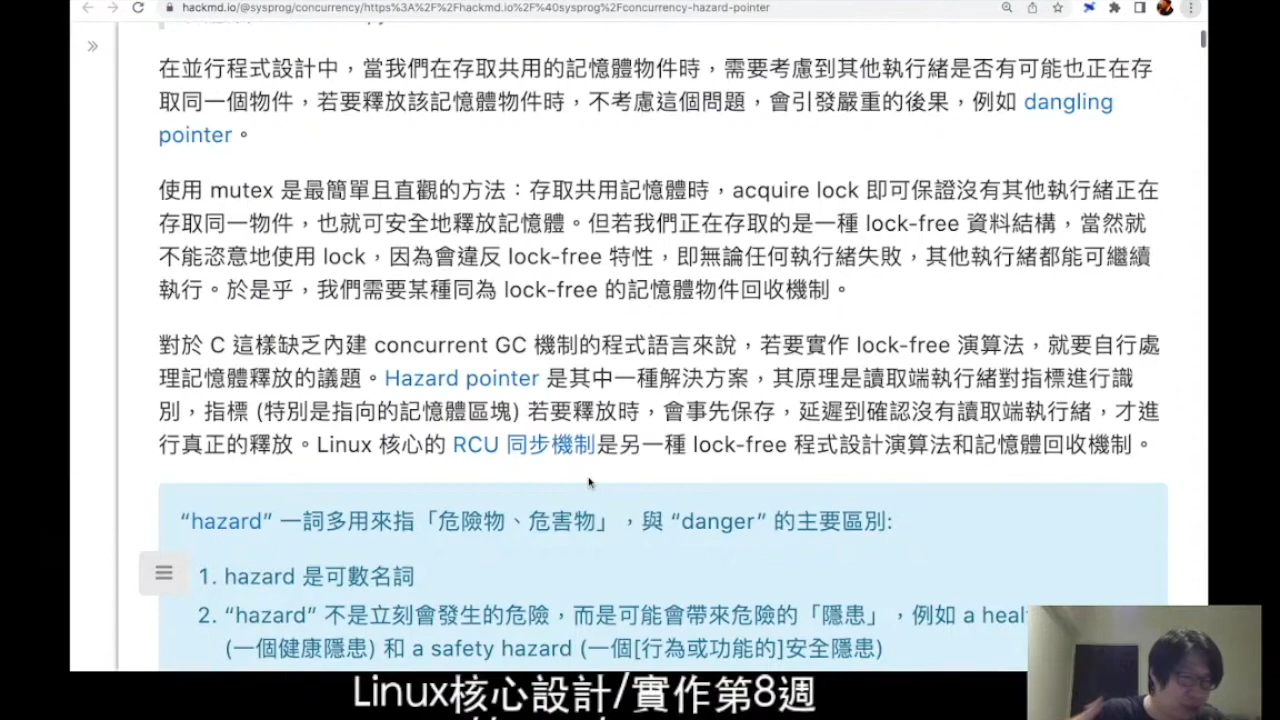 hackmd.io/@sysprog/concurrency/https%3A%2F%2Fhackmd.io%2F%40sysprog%2Fconcurrency-hazard-pointer
在並行程式設計中，當我們在存取共用的記憶體物件時，需要考慮到其他執行緒是否有可能也正在存
取同一個物件，若要釋放該記憶體物件時，不考慮這個問題，會引發嚴重的後果，例如 dangling
pointer。
使用 mutex 是最簡單且直觀的方法：存取共用記憶體時，acquire lock 即可保證沒有其他執行緒正在
存取同一物件，也就可安全地釋放記憶體。但若我們正在存取的是一種 lock-free 資料結構，當然就
不能恣意地使用 lock，因為會違反 lock-free 特性，即無論任何執行緒失敗，其他執行緒都能可繼續
執行。於是乎，我們需要某種同為 lock-free 的記憶體物件回收機制。
對於 C 這樣缺乏內建 concurrent GC 機制的程式語言來說，若要實作 lock-free 演算法，就要自行處
理記憶體釋放的議題。Hazard pointer 是其中一種解決方案，其原理是讀取端執行緒對指標進行識
別，指標 (特別是指向的記憶體區塊) 若要釋放時，會事先保存，延遲到確認沒有讀取端執行緒，才進
行真正的釋放。Linux 核心的 RCU 同步機制是另一種 lock-free 程式設計演算法和記憶體回收機制。
“hazard” 一詞多用來指「危險物、危害物」，與 “danger” 的主要區別:
1. hazard 是可數名詞
2. “hazard” 不是立刻會發生的危險，而是可能會帶來危險的「隱患」，例如 a heal
(一個健康隱患) 和 a safety hazard (一個[行為或功能的]安全隱患)
Linux核心設計/實作第8週